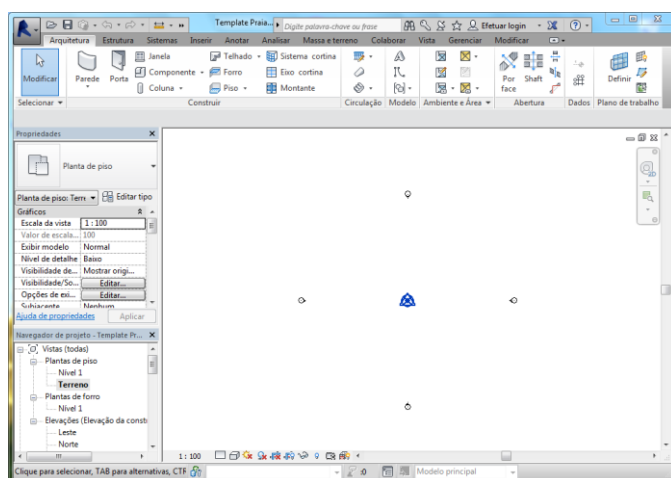 Template Praia...
Digite palavra-chave ou frase
Efetuar login
Arquitetura Estrutura Sistemas Inserir Anotar Analisar Massa e terreno Colaborar Vista Gerenciar Modificar
Modificar
Parede
Porta
Janela
Componente
Coluna
Telhado
Forro
Piso
Sistema cortina
Eixo cortina
Montante
Por face
Shaft
Definir
Selecionar Construir Circulação Modelo Ambiente e Área Abertura Dados Plano de trabalho
Propriedades
Planta de piso
Planta de piso: Terre
Editar tipo
Gráficos
Escala da vista 1 : 100
Valor de escala... 100
Exibir modelo Normal
Nível de detalhe Baixo
Visibilidade de... Mostrar origi...
Visibilidade/So... Editar...
Opções de exi... Editar...
Subjacente Nenhum
Ajuda de propriedades Aplicar
Navegador de projeto - Template Pr...
Vistas (todas)
Plantas de piso
Nível 1
Terreno
Plantas de forro
Nível 1
Elevações (Elevação da const
Leste
Norte
1 : 100
Clique para selecionar, TAB para alternativas, CTR
:0
Modelo principal